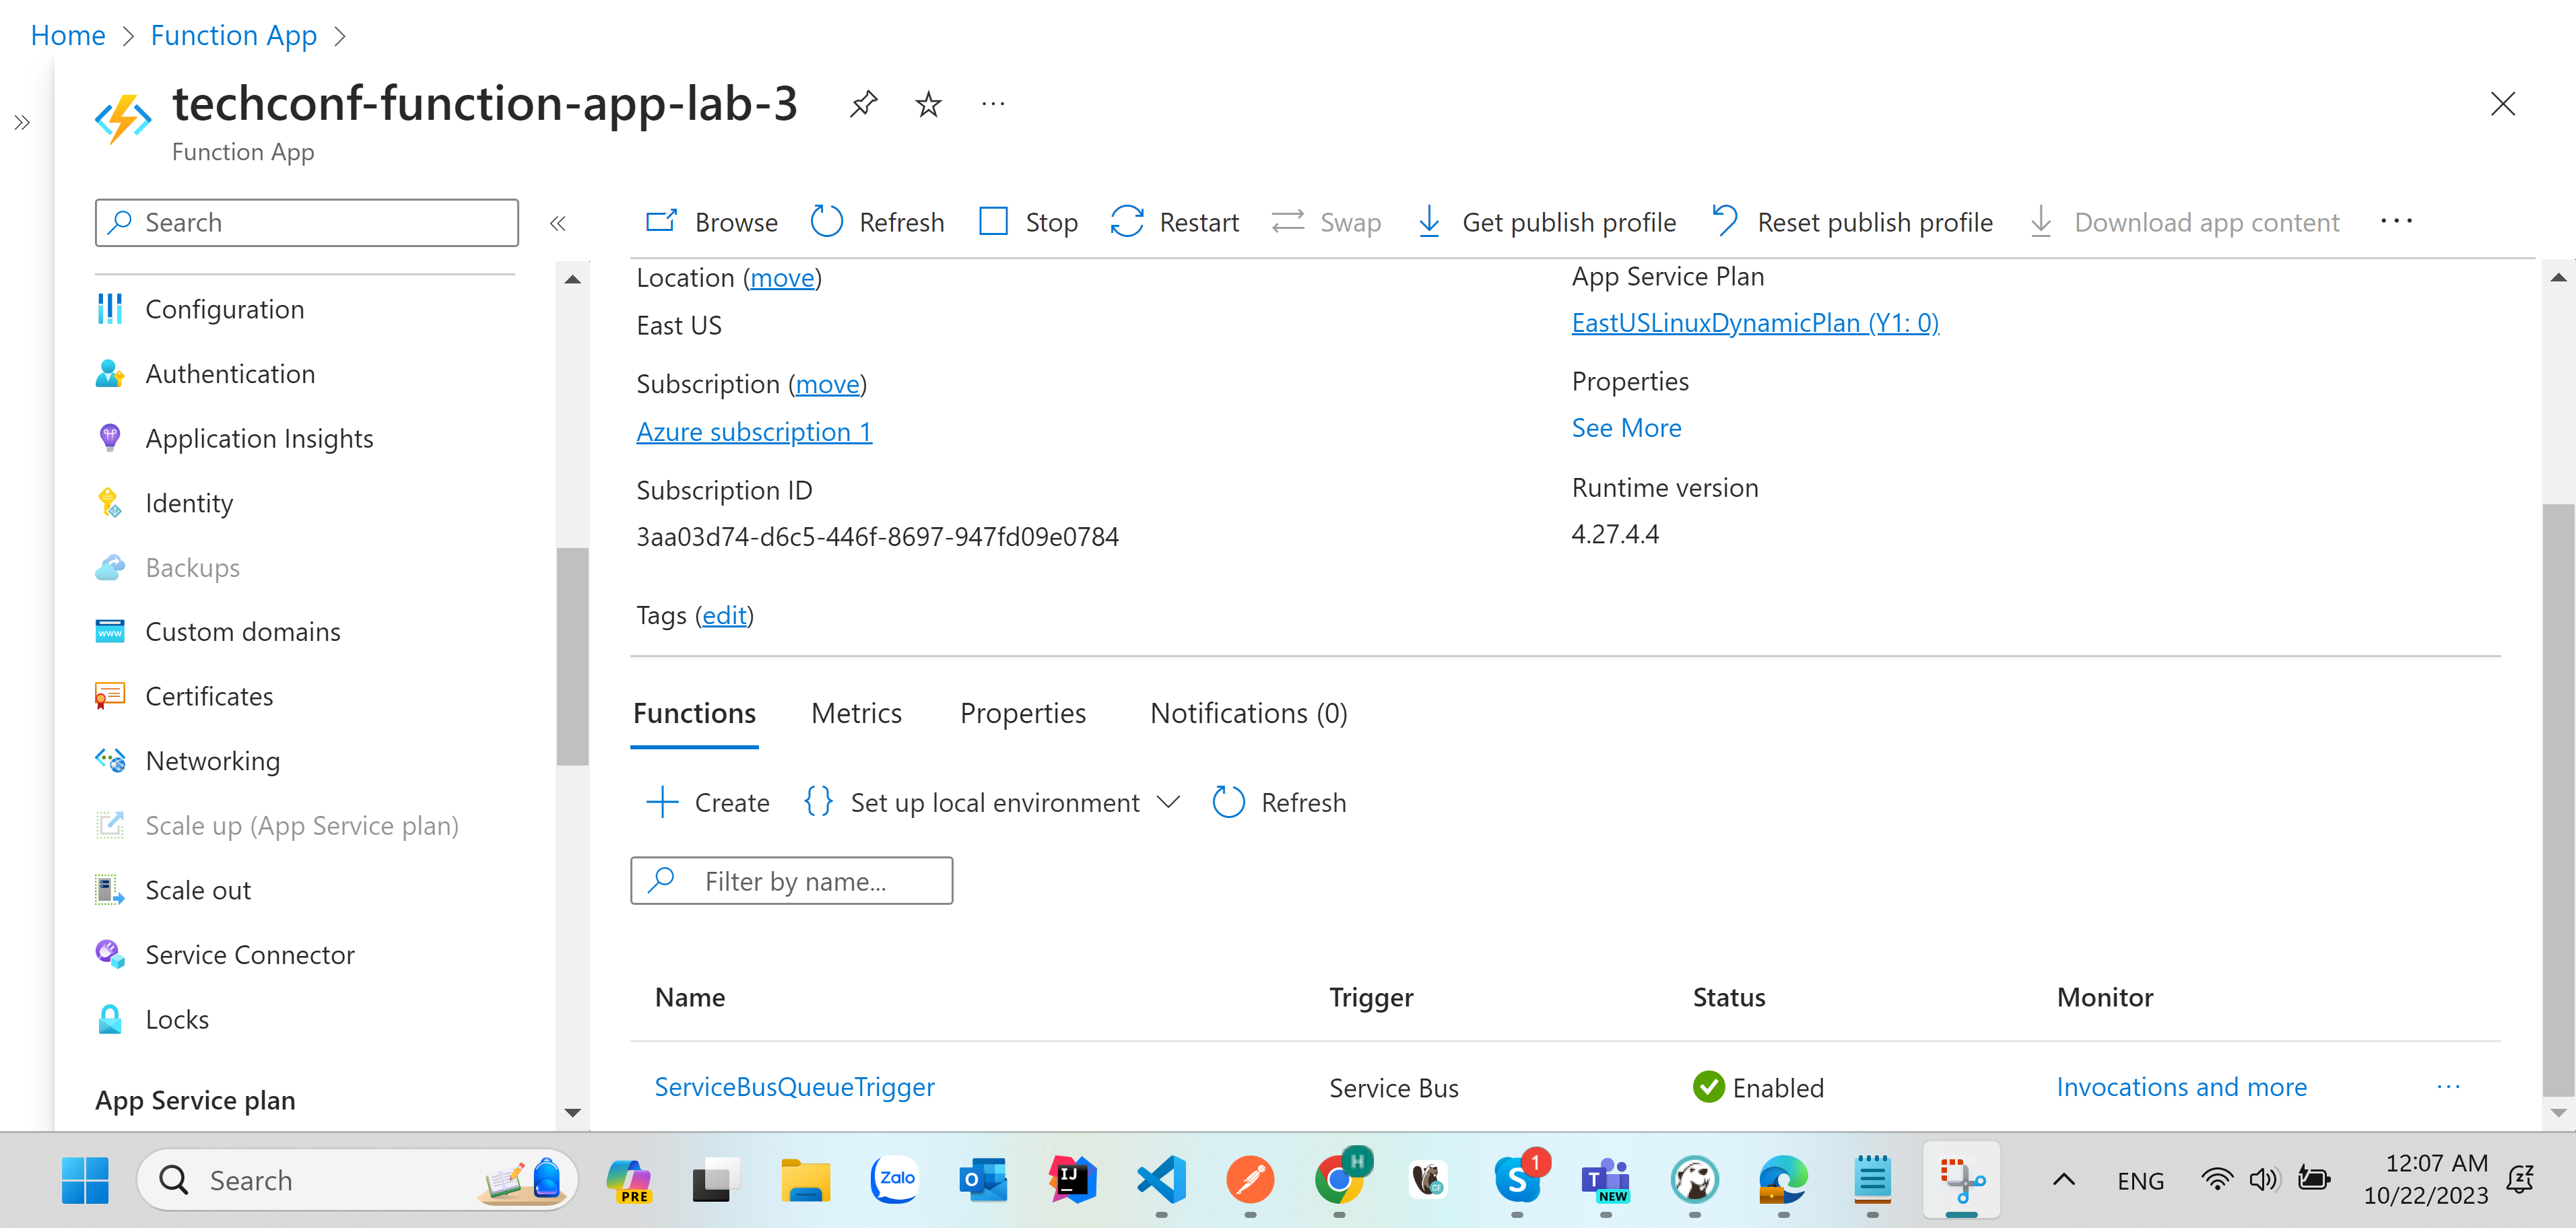 Home > Function App >
techconf-function-app-lab-3
Function App
Search
Browse Refresh Stop Restart Swap Get publish profile Reset publish profile Download app content
Configuration
Authentication
Application Insights
Identity
Backups
Custom domains
Certificates
Networking
Scale up (App Service plan)
Scale out
Service Connector
Locks
App Service plan
Location (move)
East US
Subscription (move)
Azure subscription 1
Subscription ID
3aa03d74-d6c5-446f-8697-947fd09e0784
Tags (edit)
App Service Plan
EastUSLinuxDynamicPlan (Y1: 0)
Properties
See More
Runtime version
4.27.4.4
Functions Metrics Properties Notifications (0)
Create {} Set up local environment Refresh
Filter by name...
Name Trigger Status Monitor
ServiceBusQueueTrigger Service Bus Enabled Invocations and more
Search PRE Zalo O IJ H CE S 1 T NEW ENG
12:07 AM
10/22/2023